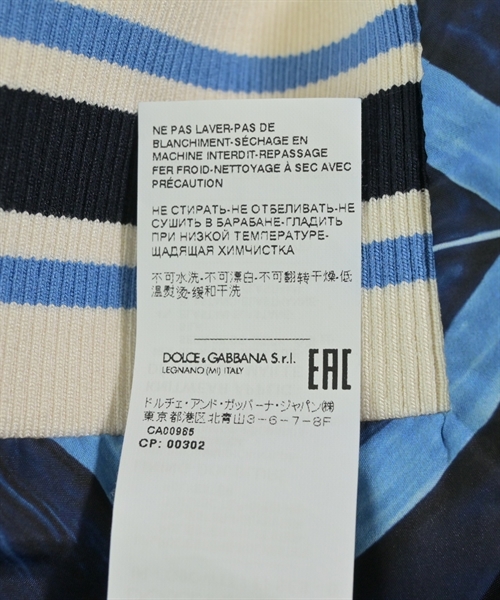 NE PAS LAVER-PAS DE
BLANCHIMENT-SÉCHAGE EN
MACHINE INTERDIT-REPASSAGE
FER FROID-NETTOYAGE À SEC AVEC
PRÉCAUTION
НЕ СТИРАТЬ-НЕ ОТБЕЛИВАТЬ-НЕ
СУШИТЬ В БАРАБАНЕ-ГЛАДИТЬ
ПРИ НИЗКОЙ ТЕМПЕРАТУРЕ-
ЩАДЯЩАЯ ХИМЧИСТКА
不可水洗-不可漂白-不可翻转干燥-低
温熨烫-缓和干洗
DOLCE & GABBANA S.r.l.
LEGNANO (MI) ITALY
EAC
ドルチェ・アンド・ガッバーナ・ジャパン㈱
東京都港区北青山3-6-7-8F
CA00965
CP: 00302